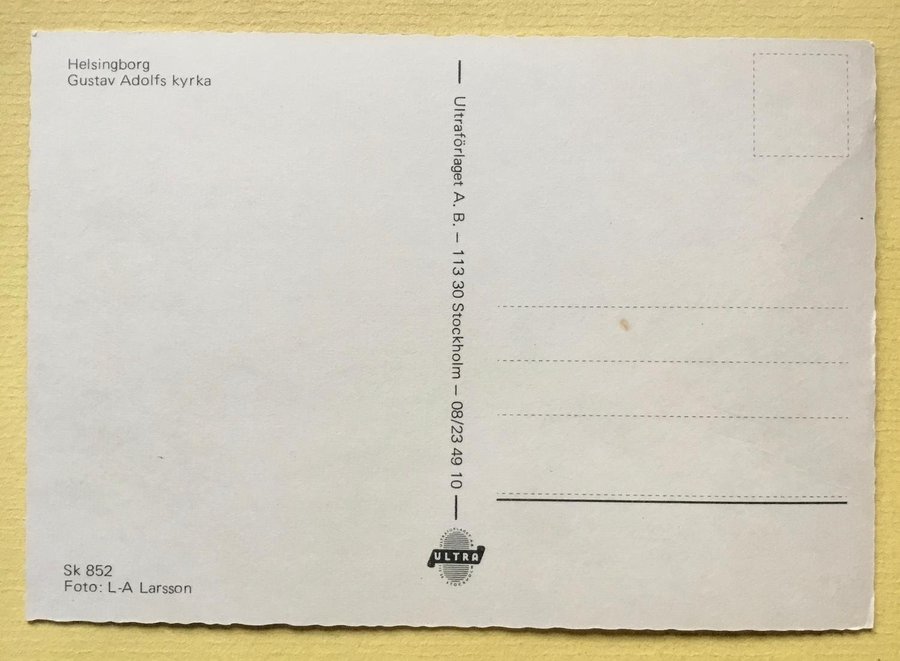 Helsingborg
Gustav Adolfs kyrka
— Ultraförlaget A. B. – 113 30 Stockholm – 08/23 49 10 —
ULTRA
Sk 852
Foto: L-A Larsson